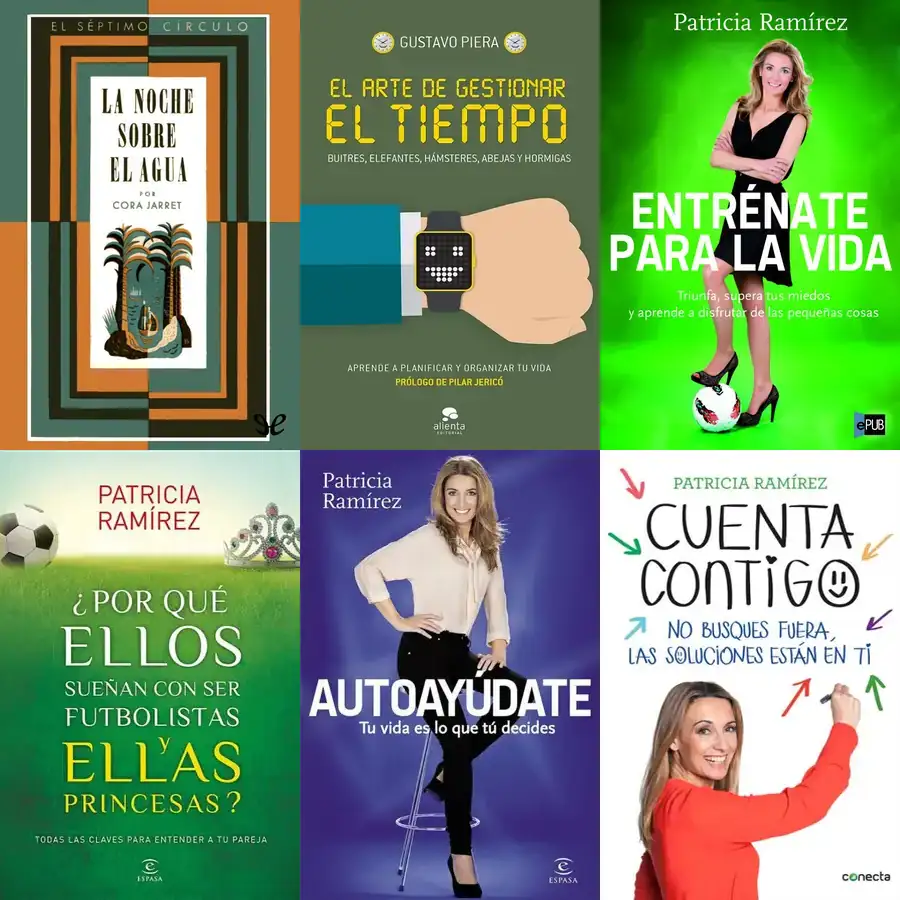 EL SÉPTIMO CÍRCULO
LA NOCHE
SOBRE
EL AGUA
POR
CORA JARRET
GUSTAVO PIERA
EL ARTE DE GESTIONAR
EL TIEMPO
BUITRES, ELEFANTES, HÁMSTERES, ABEJAS Y HORMIGAS
APRENDE A PLANIFICAR Y ORGANIZAR TU VIDA
PRÓLOGO DE PILAR JERICÓ
alienta
EDITORIAL
Patricia Ramírez
ENTRÉNATE
PARA LA VIDA
Triunfa, supera tus miedos
y aprende a disfrutar de las pequeñas cosas
ePUB
PATRICIA
RAMÍREZ
¿POR QUÉ
ELLOS
SUEÑAN CON SER
FUTBOLISTAS
Y
ELLAS
PRINCESAS?
TODAS LAS CLAVES PARA ENTENDER A TU PAREJA
e
ESPASA
Patricia
Ramírez
AUTOAYÚDATE
Tu vida es lo que tú decides
e
ESPASA
PATRICIA RAMÍREZ
CUENTA
CONTIGO
NO BUSQUES FUERA,
LAS SOLUCIONES ESTÁN EN TI
conecta